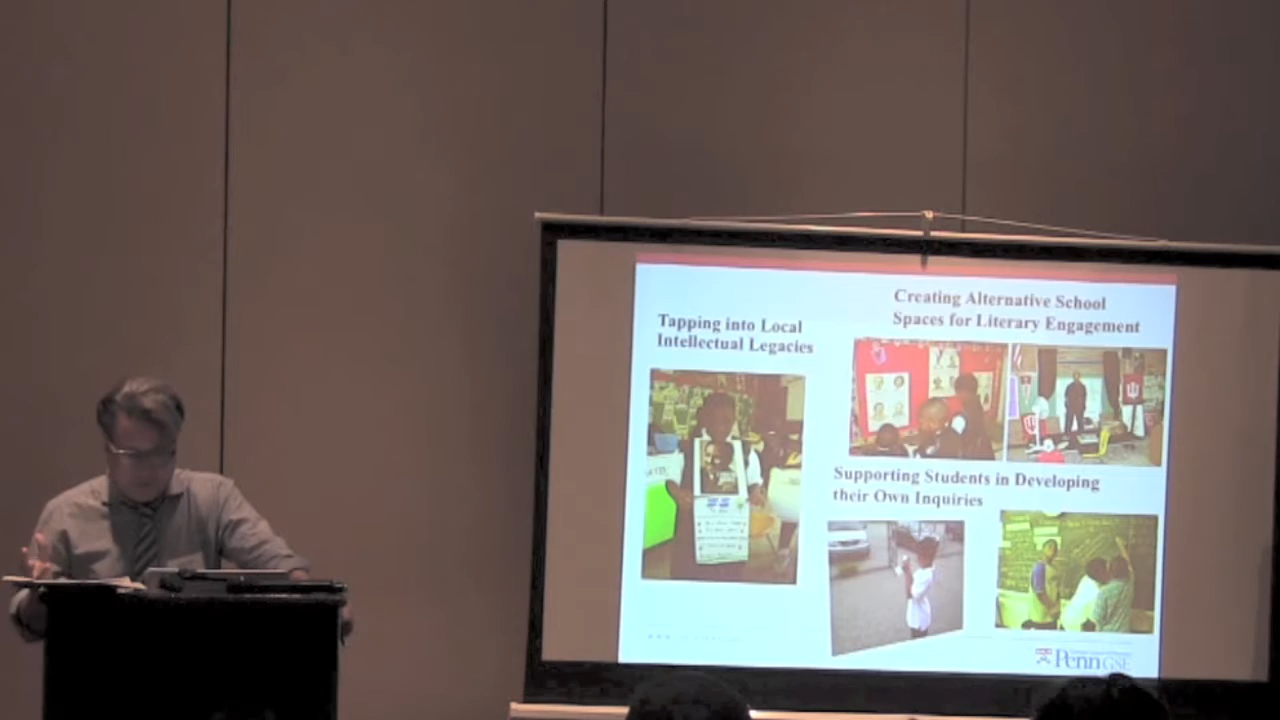 Tapping into Local
Intellectual Legacies
Creating Alternative School
Spaces for Literary Engagement
Supporting Students in Developing
their Own Inquiries
Penn GSE